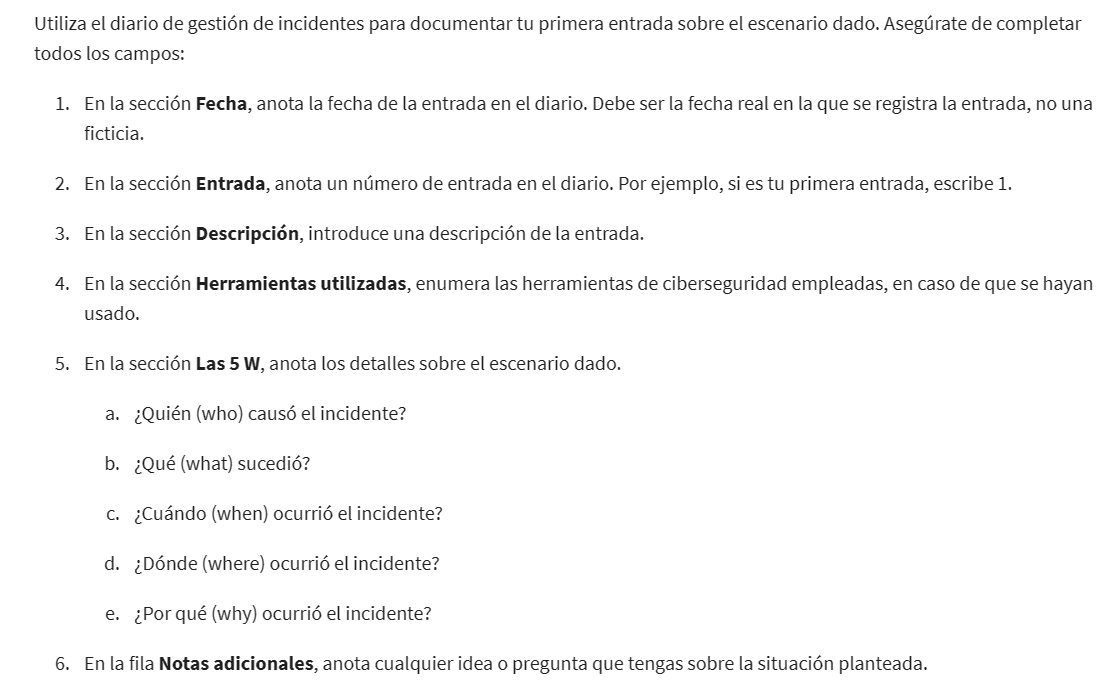 Utiliza el diario de gestión de incidentes para documentar tu primera entrada sobre el escenario dado. Asegúrate de completar
todos los campos:
1. En la sección Fecha, anota la fecha de la entrada en el diario. Debe ser la fecha real en la que se registra la entrada, no una
ficticia.
2. En la sección Entrada, anota un número de entrada en el diario. Por ejemplo, si es tu primera entrada, escribe 1.
3. En la sección Descripción, introduce una descripción de la entrada.
4. En la sección Herramientas utilizadas, enumera las herramientas de ciberseguridad empleadas, en caso de que se hayan
usado.
5. En la sección Las 5 W, anota los detalles sobre el escenario dado.
a. ¿Quién (who) causó el incidente?
b. ¿Qué (what) sucedió?
c. ¿Cuándo (when) ocurrió el incidente?
d. ¿Dónde (where) ocurrió el incidente?
e. ¿Por qué (why) ocurrió el incidente?
6. En la fila Notas adicionales, anota cualquier idea o pregunta que tengas sobre la situación planteada.